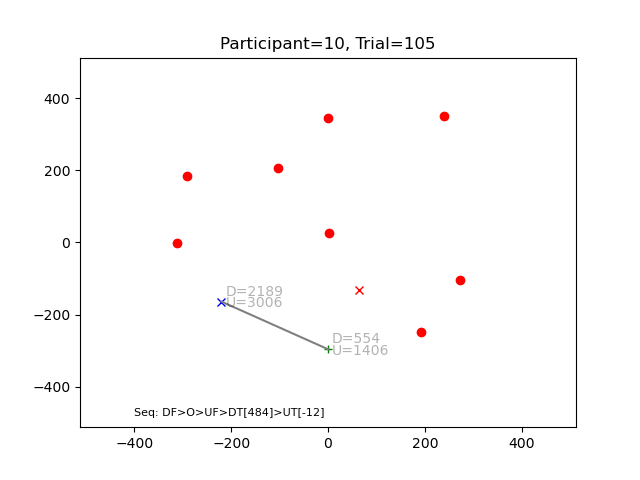 Participant=10, Trial=105
400
200
0
−200
−400
D=2189
U=3006
D=554
U=1406
Seq: DF>O>UF>DT[484]>UT[-12]
−400
−200
0
200
400